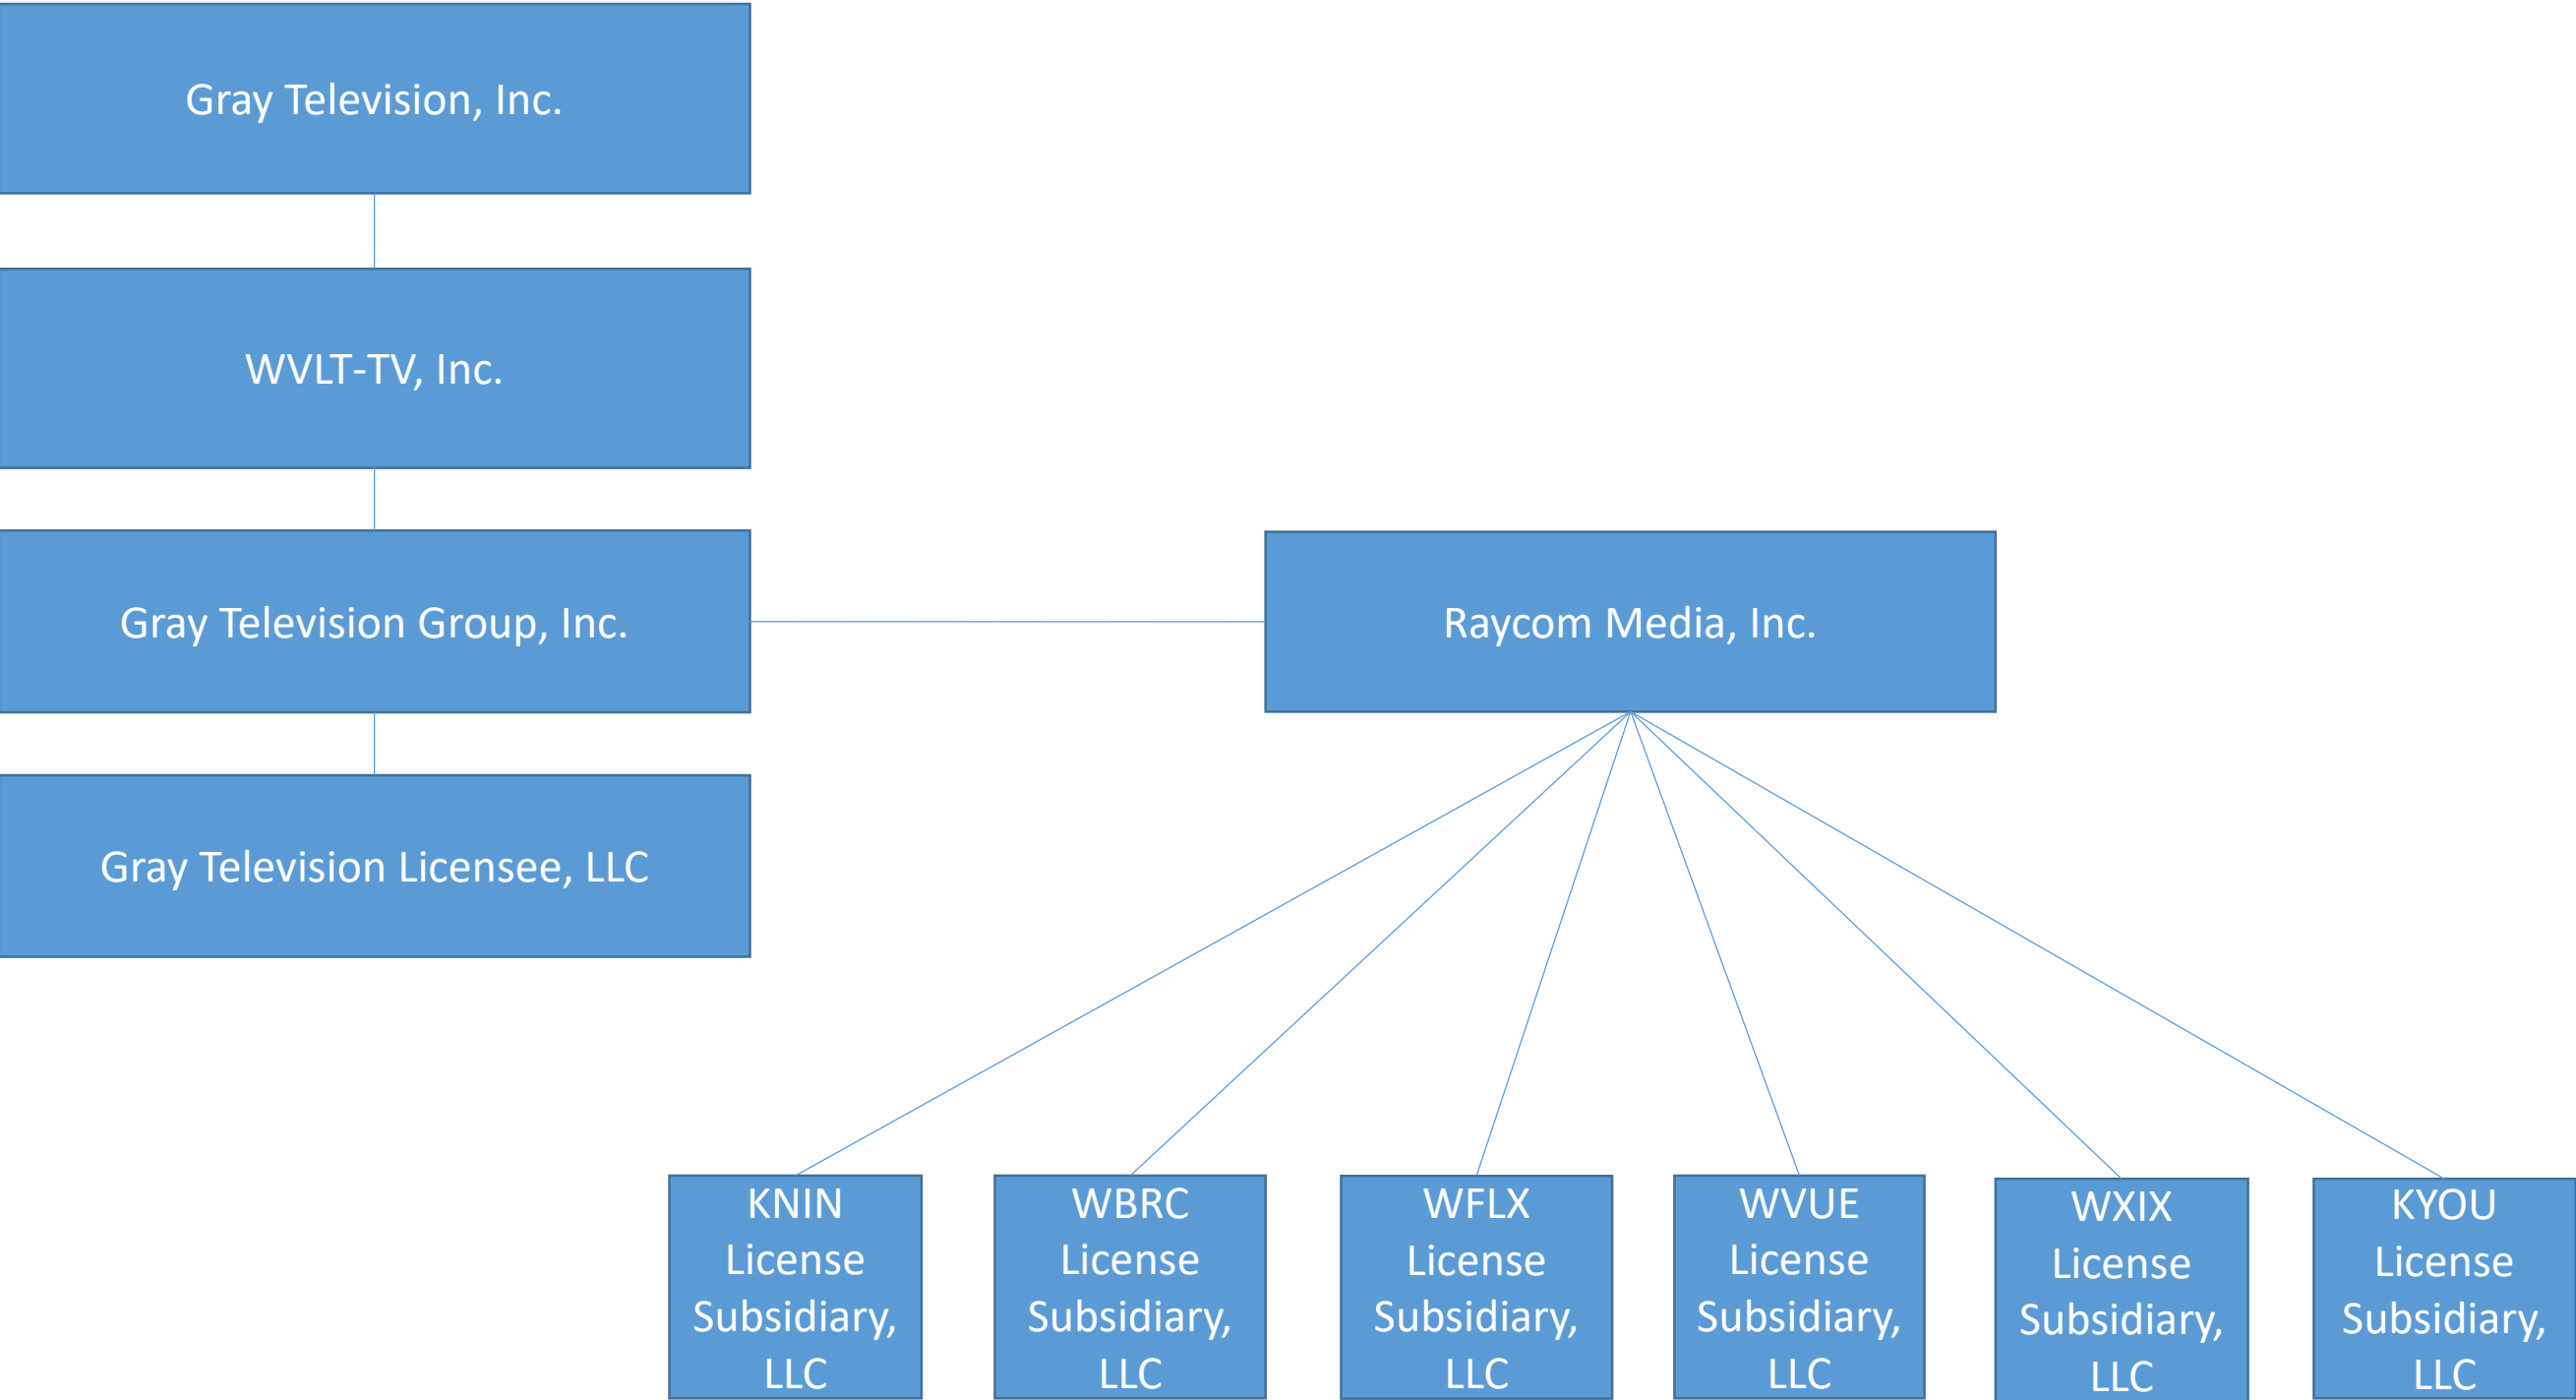 Gray Television, Inc.
WVLT-TV, Inc.
Gray Television Group, Inc.
Raycom Media, Inc.
Gray Television Licensee, LLC
KNIN
License
Subsidiary,
LLC
WBRC
License
Subsidiary,
LLC
WFLX
License
Subsidiary,
LLC
WVUE
License
Subsidiary,
LLC
WXIX
License
Subsidiary,
LLC
KYOU
License
Subsidiary,
LLC